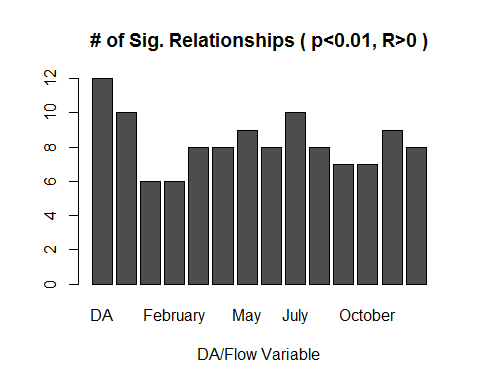 # of Sig. Relationships ( p<0.01, R>0 )
12
10
8
6
4
2
0
DA February May July October
DA/Flow Variable